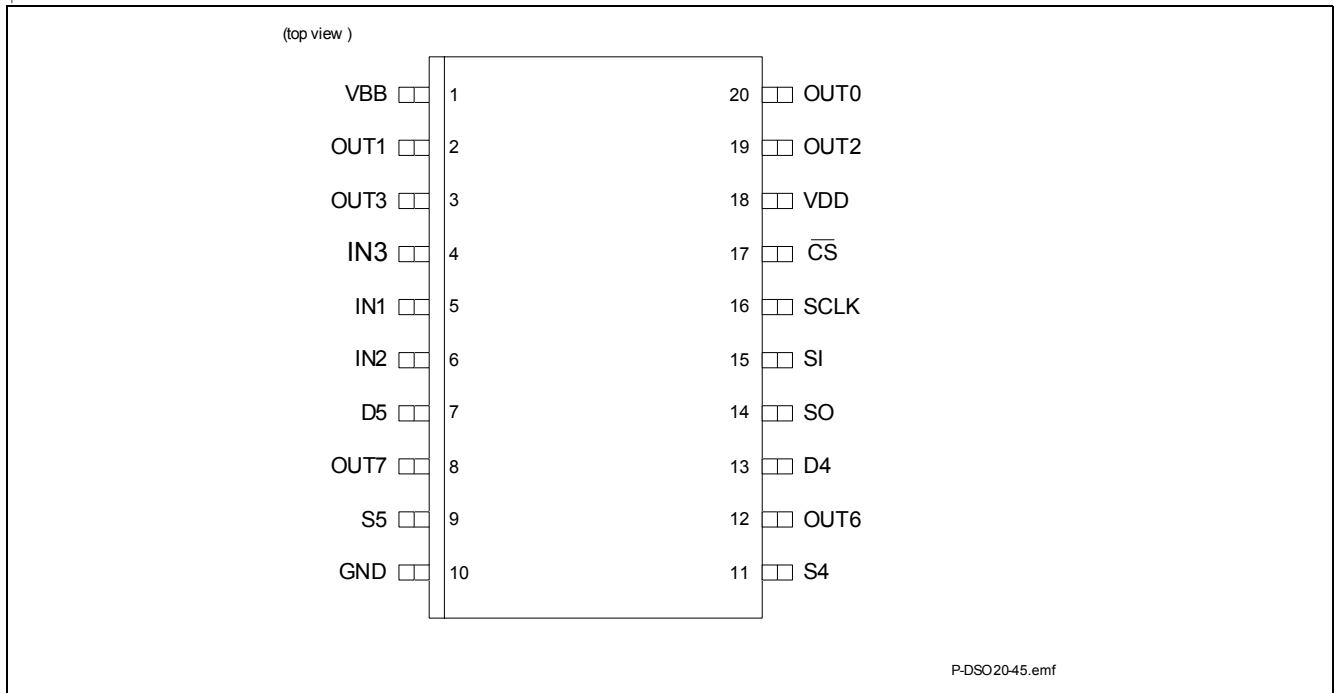 (top view )
VBB 1 20 OUT0
OUT1 2 19 OUT2
OUT3 3 18 VDD
IN3 4 17 C̅S̅
IN1 5 16 SCLK
IN2 6 15 SI
D5 7 14 SO
OUT7 8 13 D4
S5 9 12 OUT6
GND 10 11 S4
P-DSO20-45.emf